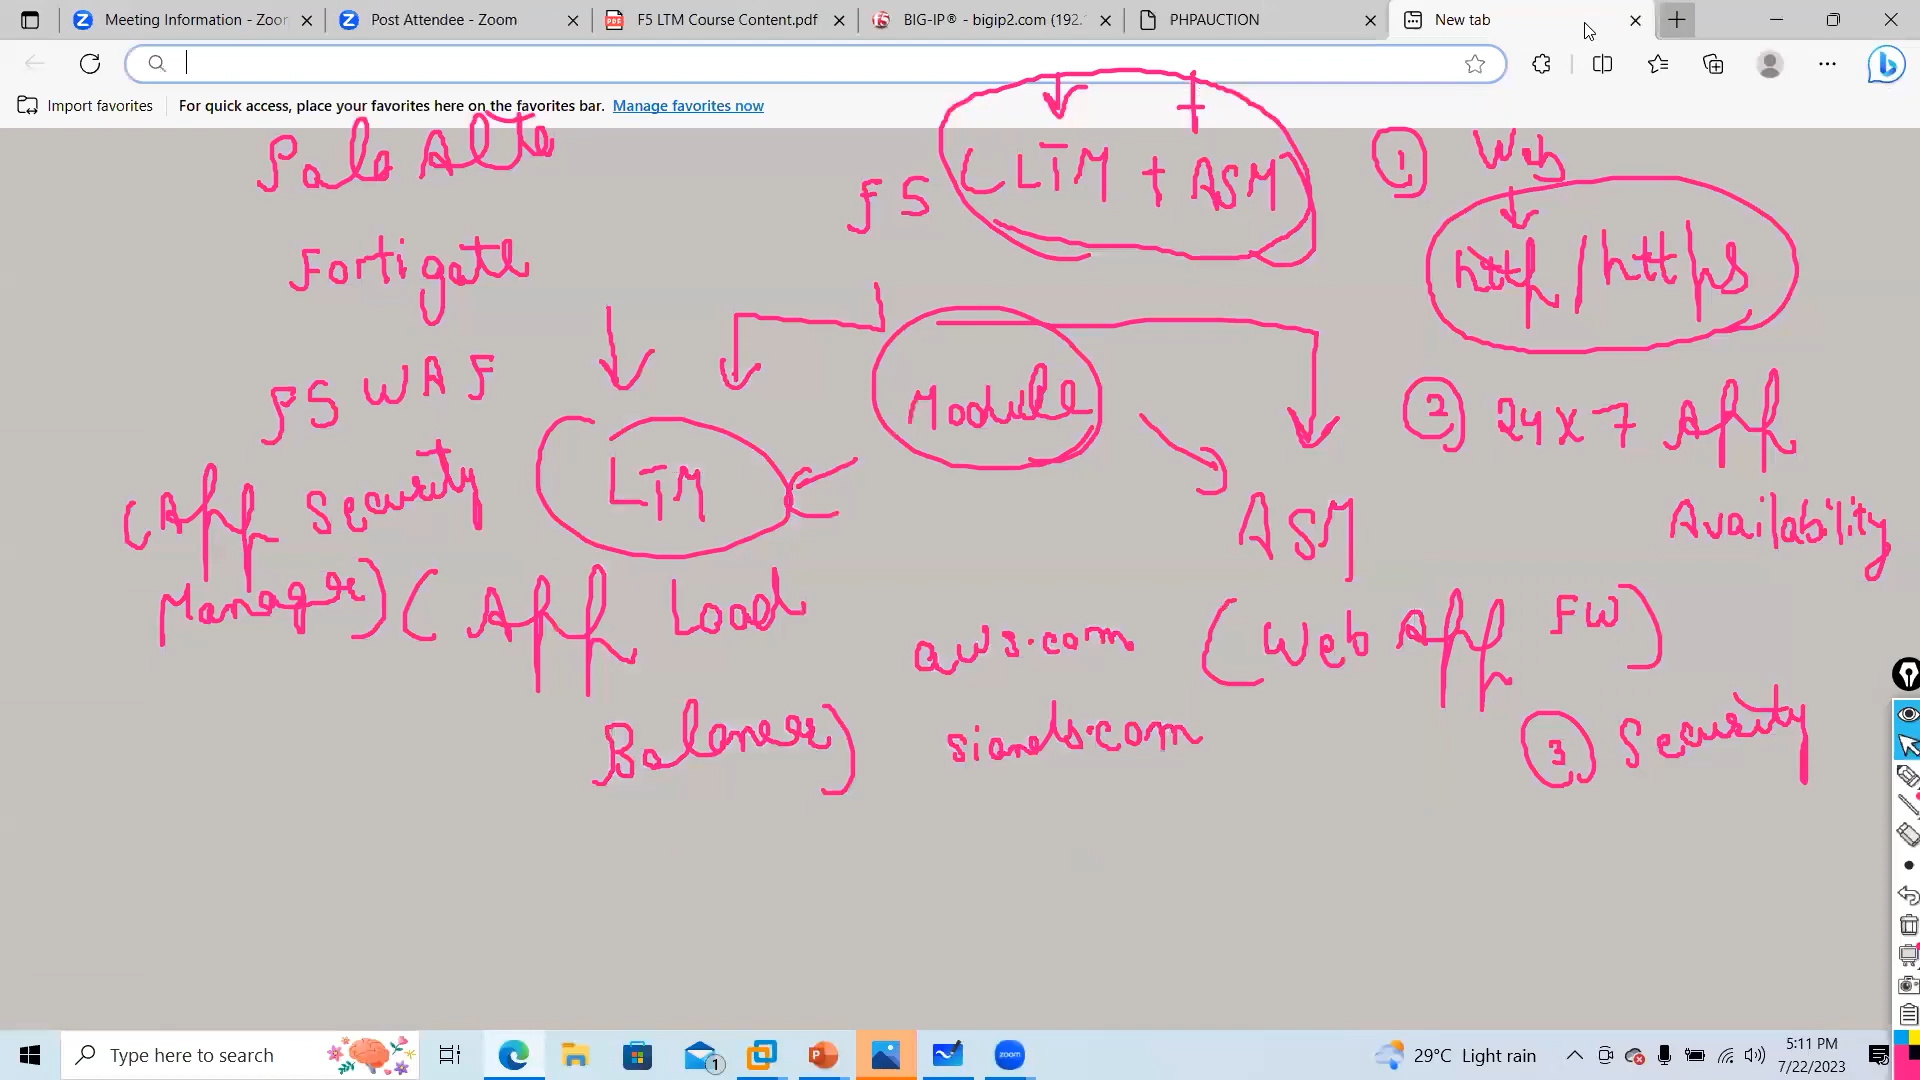 Meeting Information - Zoo
Post Attendee - Zoom
F5 LTM Course Content.pdf
BIG-IP® - bigip2.com (192.
PHPAUCTION
New tab
Import favorites
For quick access, place your favorites here on the favorites bar. Manage favorites now
Palo Alto
Fortigate
F5 WAF
(App Security
Manager)
F5 (LTM + ASM)
Module
LTM
(App Load
Balancer)
ASM
(Web App FW)
aws.com
siands.com
① Web
http / https
② 24 x 7 App
Availability
③ Security
Type here to search
1
zoom
29°C Light rain
5:11 PM
7/22/2023